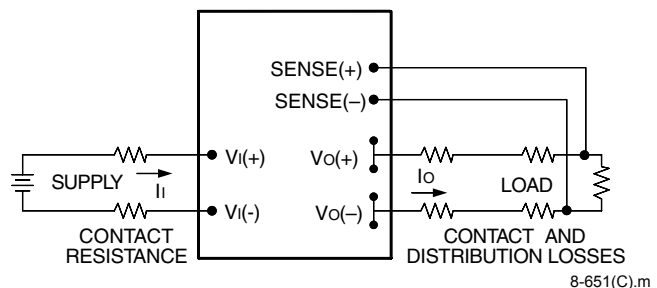 SENSE(+)
SENSE(–)
VI(+)
VO(+)
IO
SUPPLY
II
LOAD
VI(-)
VO(–)
CONTACT
RESISTANCE
CONTACT AND
DISTRIBUTION LOSSES
8-651(C).m